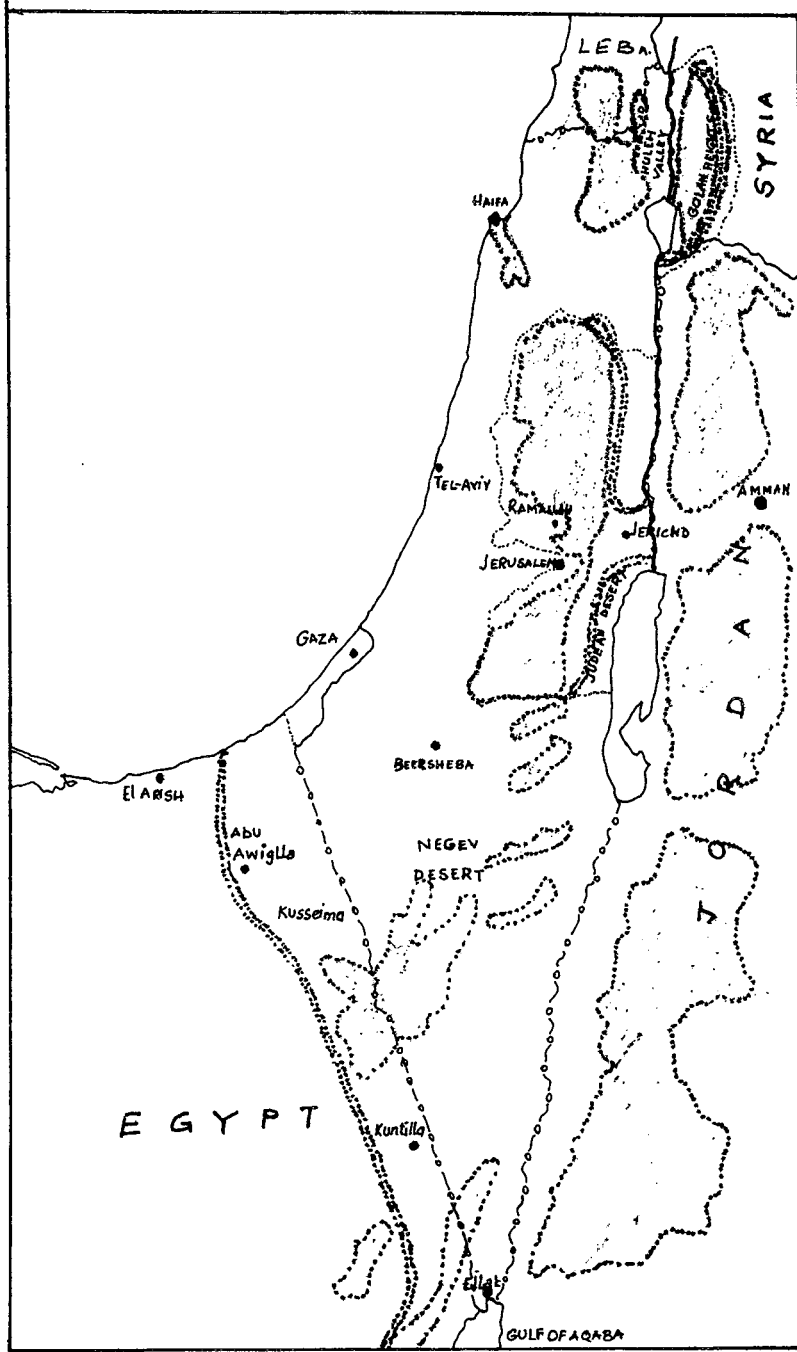 LEBA.
SYRIA
HULEH
VALLEY
GOLAN HEIGHTS
HAIFA
TEL-AVIV
RAMALLAH
AMMAN
JERICHO
JERUSALEM
JUDEAN DESERT
GAZA
JORDAN
BEERSHEBA
El ARISH
ABU
AWiglla
NEGEV
DESERT
Kusseima
EGYPT
Kuntilla
Eilat
GULF OF AQABA